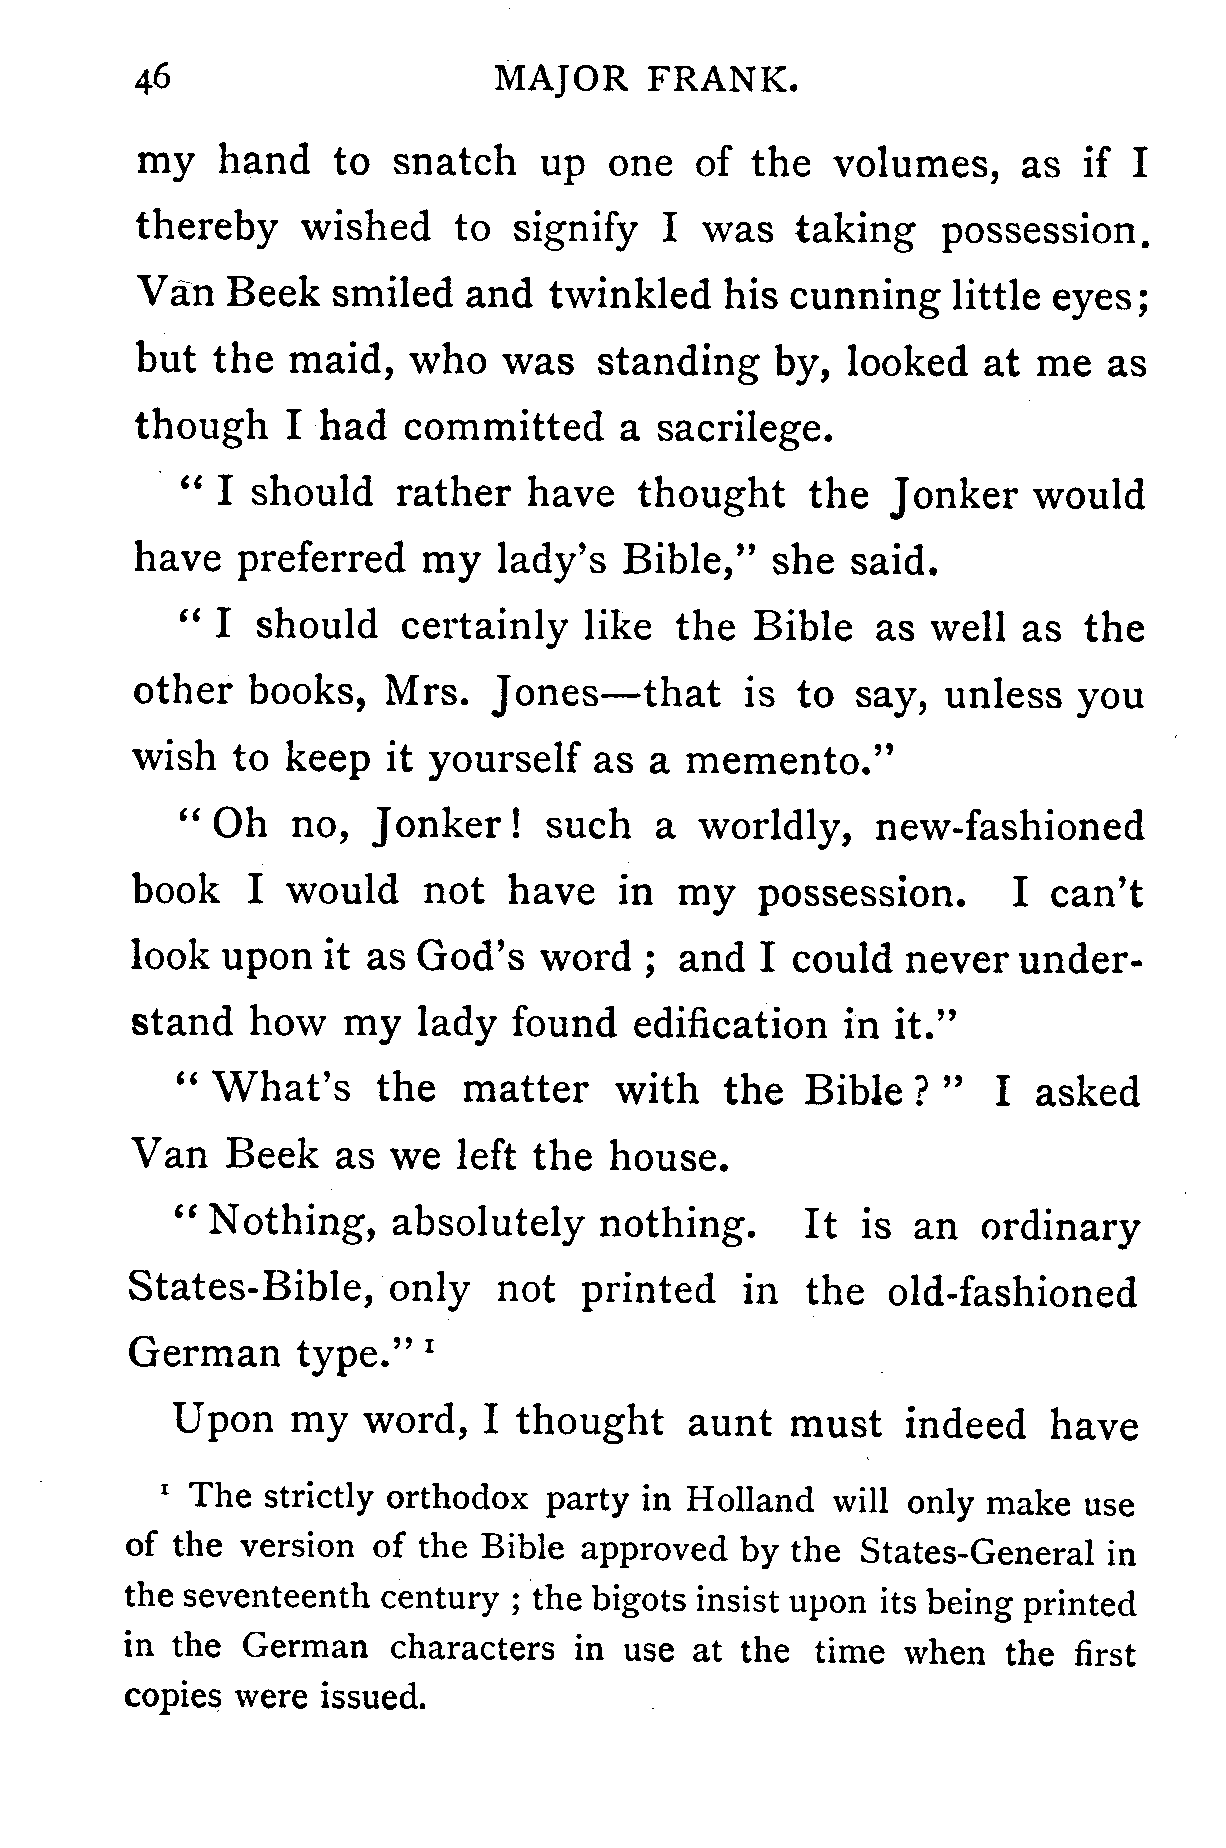 46 MAJOR FRANK.
my hand to snatch up one of the volumes, as if I
thereby wished to signify I was taking possession.
Van Beek smiled and twinkled his cunning little eyes;
but the maid, who was standing by, looked at me as
though I had committed a sacrilege.
“ I should rather have thought the Jonker would
have preferred my lady’s Bible,” she said.
“ I should certainly like the Bible as well as the
other books, Mrs. Jones—that is to say, unless you
wish to keep it yourself as a memento.”
“ Oh no, Jonker ! such a worldly, new-fashioned
book I would not have in my possession. I can’t
look upon it as God’s word ; and I could never under-
stand how my lady found edification in it.”
“ What’s the matter with the Bible ? ” I asked
Van Beek as we left the house.
“ Nothing, absolutely nothing. It is an ordinary
States-Bible, only not printed in the old-fashioned
German type.” ¹
Upon my word, I thought aunt must indeed have
¹ The strictly orthodox party in Holland will only make use
of the version of the Bible approved by the States-General in
the seventeenth century ; the bigots insist upon its being printed
in the German characters in use at the time when the first
copies were issued.